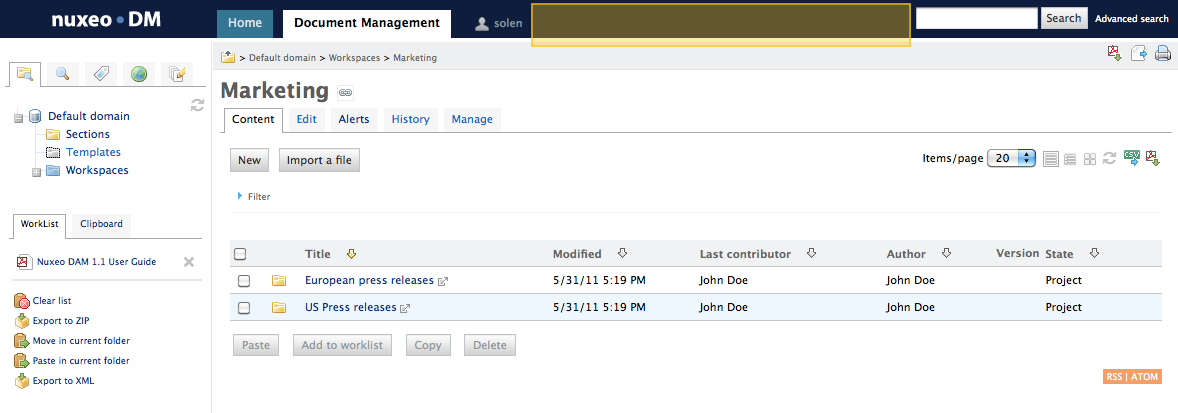 nuxeo DM
Home
Document Management
solen
Search
Advanced search
> Default domain > Workspaces > Marketing
Default domain
Sections
Templates
Workspaces
WorkList
Clipboard
Nuxeo DAM 1.1 User Guide
Clear list
Export to ZIP
Move in current folder
Paste in current folder
Export to XML
Marketing
Content
Edit
Alerts
History
Manage
New
Import a file
Items/page 20
CSV
Filter
Title Modified Last contributor Author Version State
European press releases 5/31/11 5:19 PM John Doe John Doe Project
US Press releases 5/31/11 5:19 PM John Doe John Doe Project
Paste
Add to worklist
Copy
Delete
RSS | ATOM